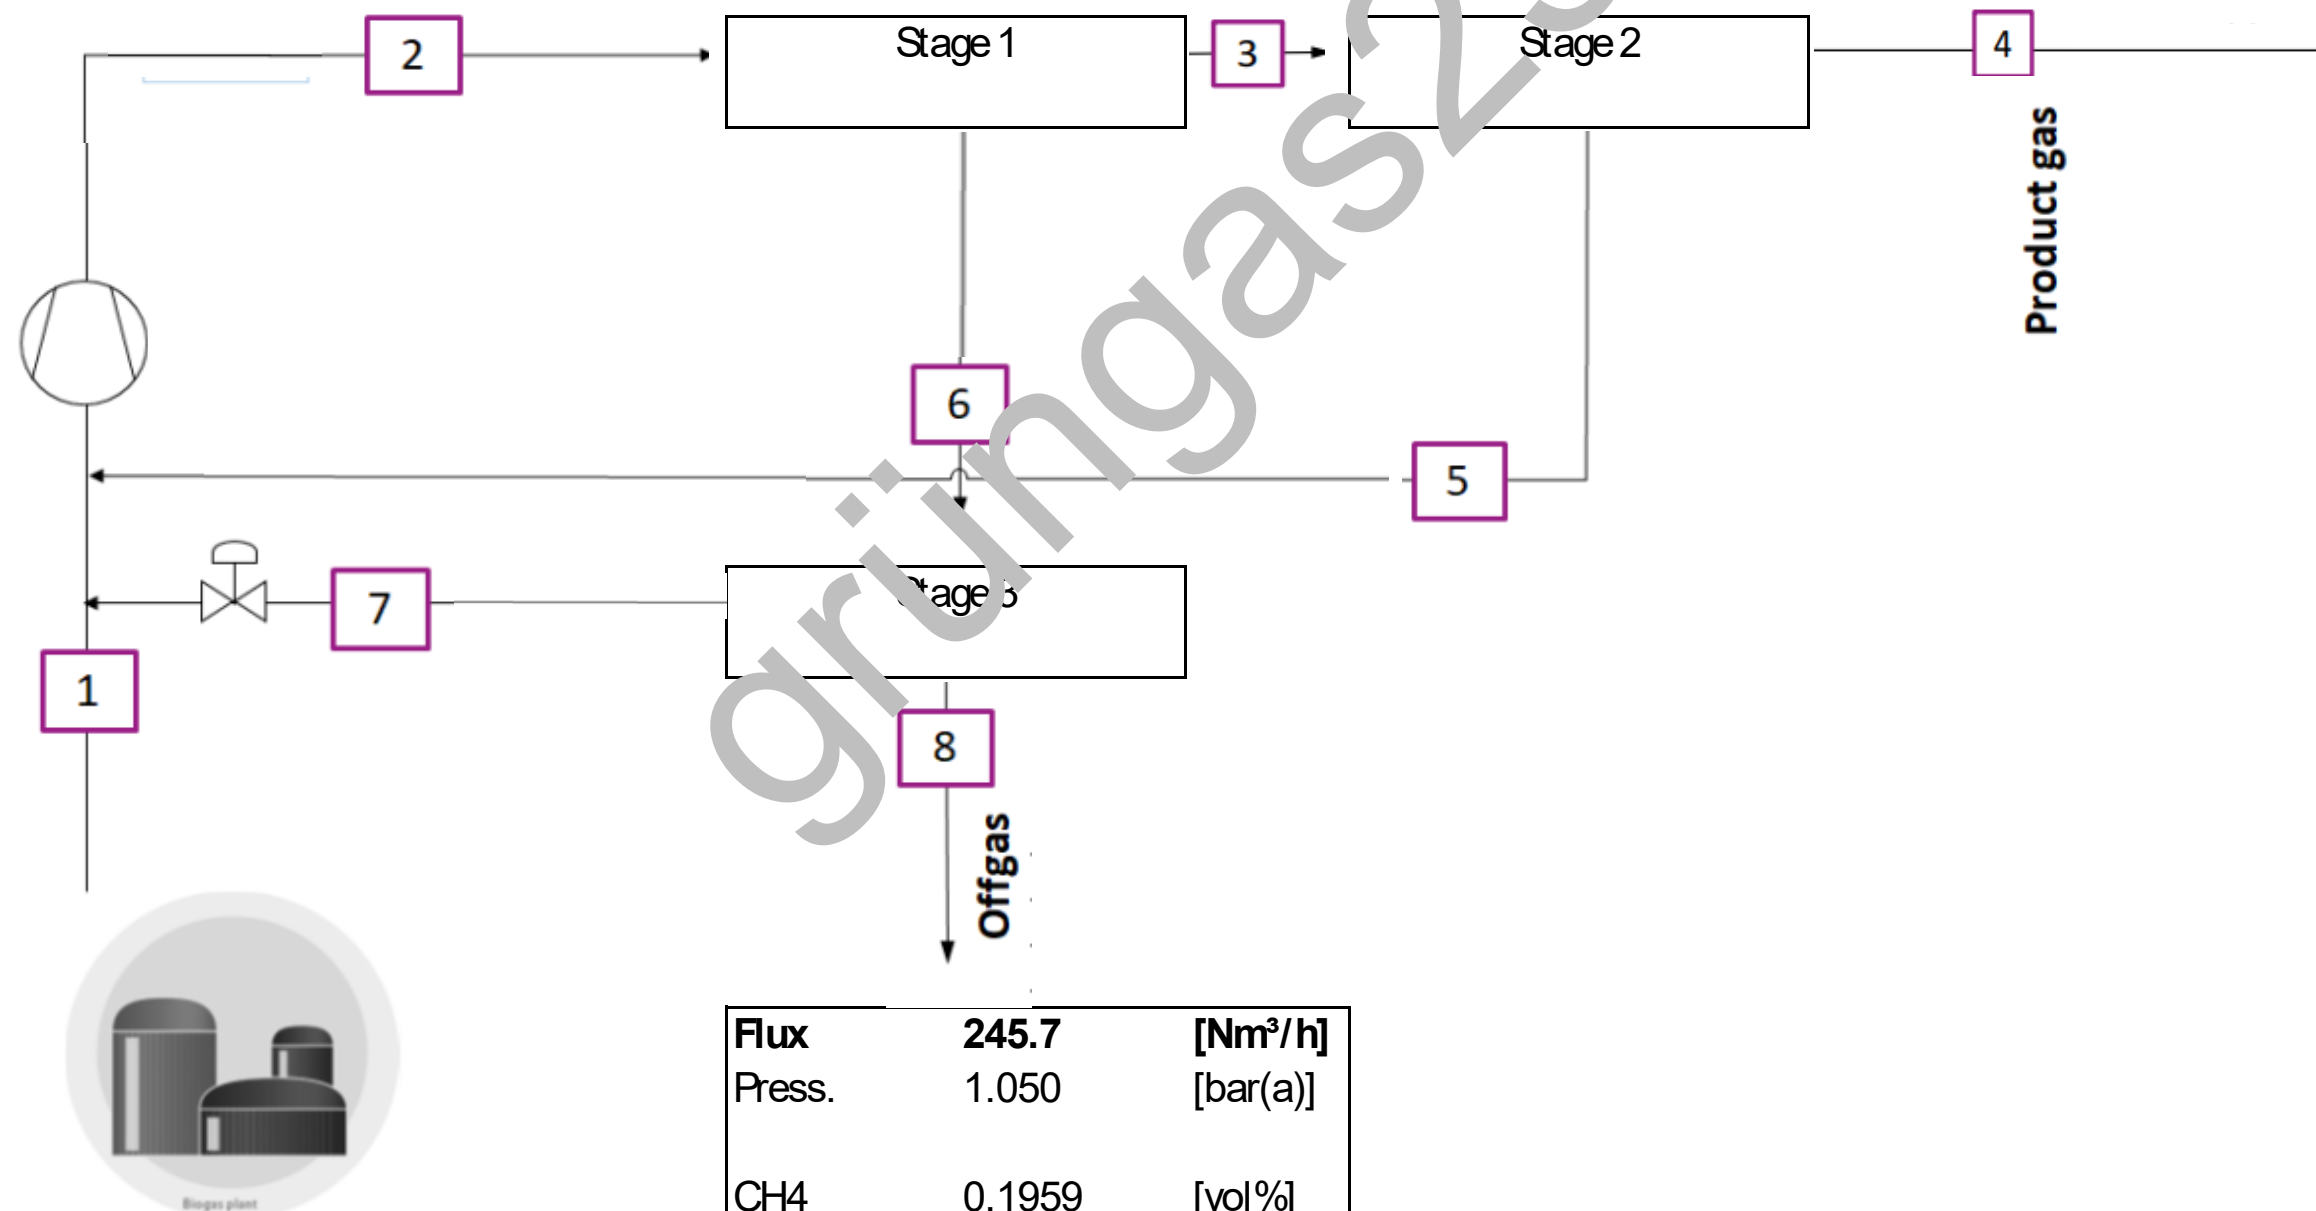 2
Stage 1
3
Stage 2
4
Product gas
6
5
7
Stage 3
1
8
Offgas
grüngas2
Flux 245.7 [Nm³/h]
Press. 1.050 [bar(a)]
CH4 0.1959 [vol%]
Biogas plant